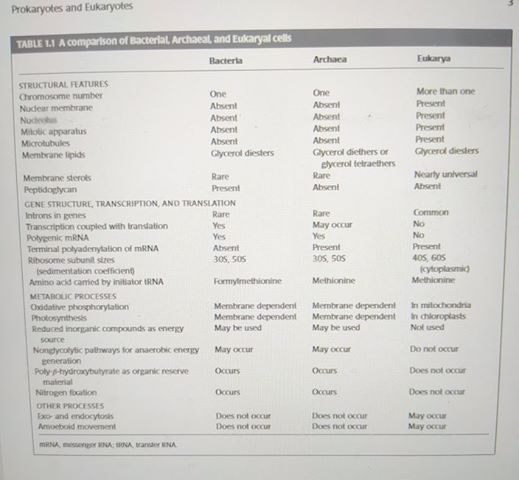 Prokaryotes and Eukaryotes 3
TABLE 1.1 A comparison of Bacterial, Archaeal, and Eukaryal cells
Bacteria Archaea Eukarya
STRUCTURAL FEATURES
Chromosome number One One More than one
Nuclear membrane Absent Absent Present
Nucleolus Absent Absent Present
Mitotic apparatus Absent Absent Present
Microtubules Absent Absent Present
Membrane lipids Glycerol diesters Glycerol diethers or Glycerol diesters
glycerol tetraethers
Membrane sterols Rare Rare Nearly universal
Peptidoglycan Present Absent Absent
GENE STRUCTURE, TRANSCRIPTION, AND TRANSLATION
Introns in genes Rare Rare Common
Transcription coupled with translation Yes May occur No
Polygenic mRNA Yes Yes No
Terminal polyadenylation of mRNA Absent Present Present
Ribosome subunit sizes 30S, 50S 30S, 50S 40S, 60S
(sedimentation coefficient) (cytoplasmic)
Amino acid carried by initiator tRNA Formylmethionine Methionine Methionine
METABOLIC PROCESSES
Oxidative phosphorylation Membrane dependent Membrane dependent In mitochondria
Photosynthesis Membrane dependent Membrane dependent In chloroplasts
Reduced inorganic compounds as energy May be used May be used Not used
source
Nonglycolytic pathways for anaerobic energy May occur May occur Do not occur
generation
Poly-β-hydroxybutyrate as organic reserve Occurs Occurs Does not occur
material
Nitrogen fixation Occurs Occurs Does not occur
OTHER PROCESSES
Exo- and endocytosis Does not occur Does not occur May occur
Amoeboid movement Does not occur Does not occur May occur
mRNA, messenger RNA; tRNA, transfer RNA.